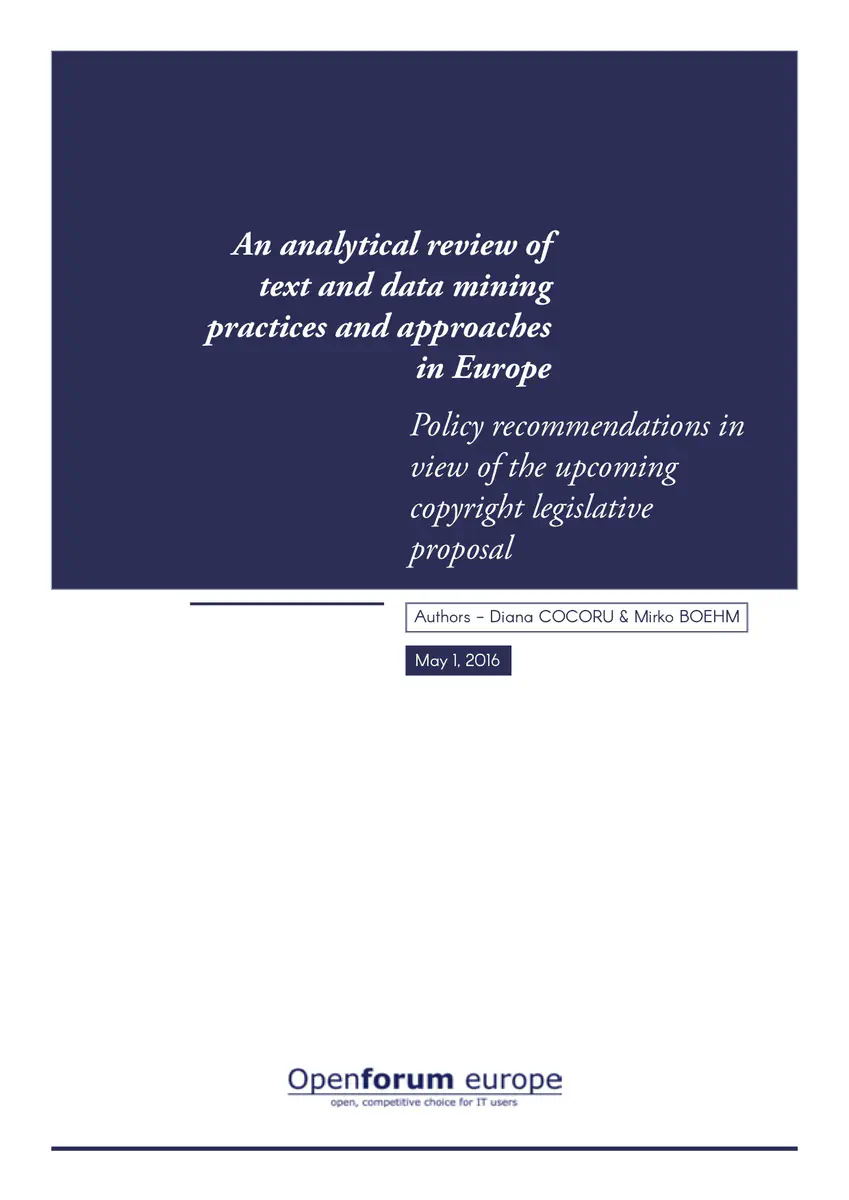 An analytical review of
text and data mining
practices and approaches
in Europe
Policy recommendations in
view of the upcoming
copyright legislative
proposal
Authors – Diana COCORU & Mirko BOEHM
May 1, 2016
Openforum europe
open, competitive choice for IT users